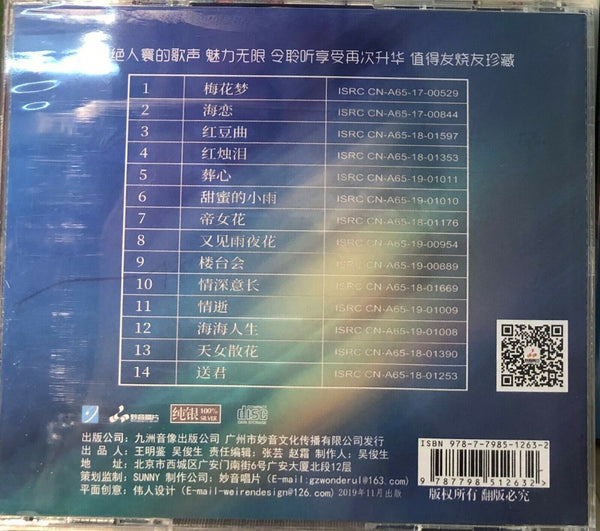 绝人寰的歌声 魅力无限 令聆听享受再次升华 值得发烧友珍藏
1 梅花梦 ISRC CN-A65-17-00529
2 海恋 ISRC CN-A65-17-00844
3 红豆曲 ISRC CN-A65-18-01597
4 红烛泪 ISRC CN-A65-18-01353
5 葬心 ISRC CN-A65-19-01011
6 甜蜜的小雨 ISRC CN-A65-19-01010
7 帝女花 ISRC CN-A65-18-01176
8 又见雨夜花 ISRC CN-A65-19-00954
9 楼台会 ISRC CN-A65-19-00889
10 情深意长 ISRC CN-A65-18-01669
11 情逝 ISRC CN-A65-19-01009
12 海海人生 ISRC CN-A65-19-01008
13 天女散花 ISRC CN-A65-18-01390
14 送君 ISRC CN-A65-18-01253
妙音唱片 纯银 100% SILVER COMPACT disc DIGITAL AUDIO
出版公司：九洲音像出版公司 广州市妙音文化传播有限公司发行
出品人：王明鉴 吴俊生 责任编辑：张芸 赵霜 制作人：吴俊生
地址：北京市西城区广安门南街6号广安大厦北段12层
策划监制：SUNNY 制作公司：妙音唱片（E-mail：gzwonderul@163.com）
平面创意：伟人设计（E-mail-weirendesign@126.com） 2019年11月出版
ISBN 978-7-7985-1263-2
9 787798 512632 >
版权所有 翻版必究